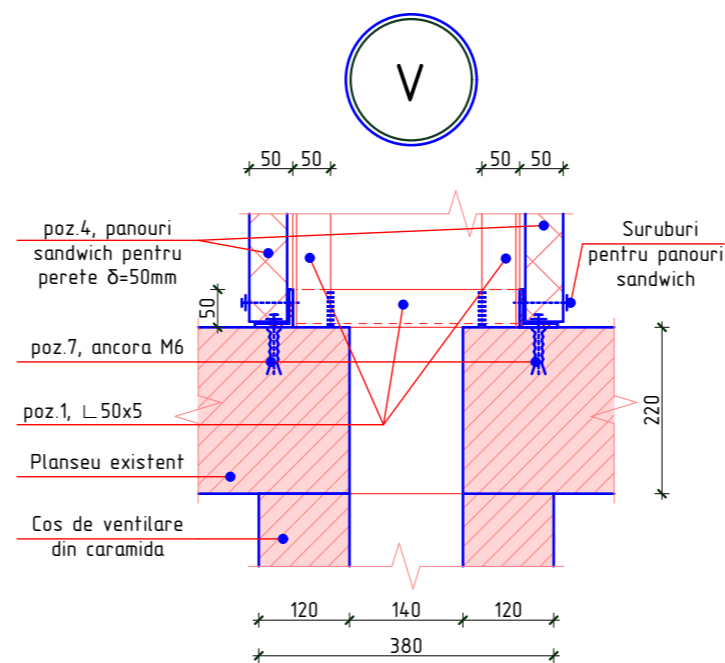 V
50
50
50
50
poz.4, panouri
sandwich pentru
perete δ=50mm
Suruburi
pentru panouri
sandwich
50
poz.7, ancora M6
poz.1, ∟50x5
220
Planseu existent
Cos de ventilare
din caramida
120
140
120
380